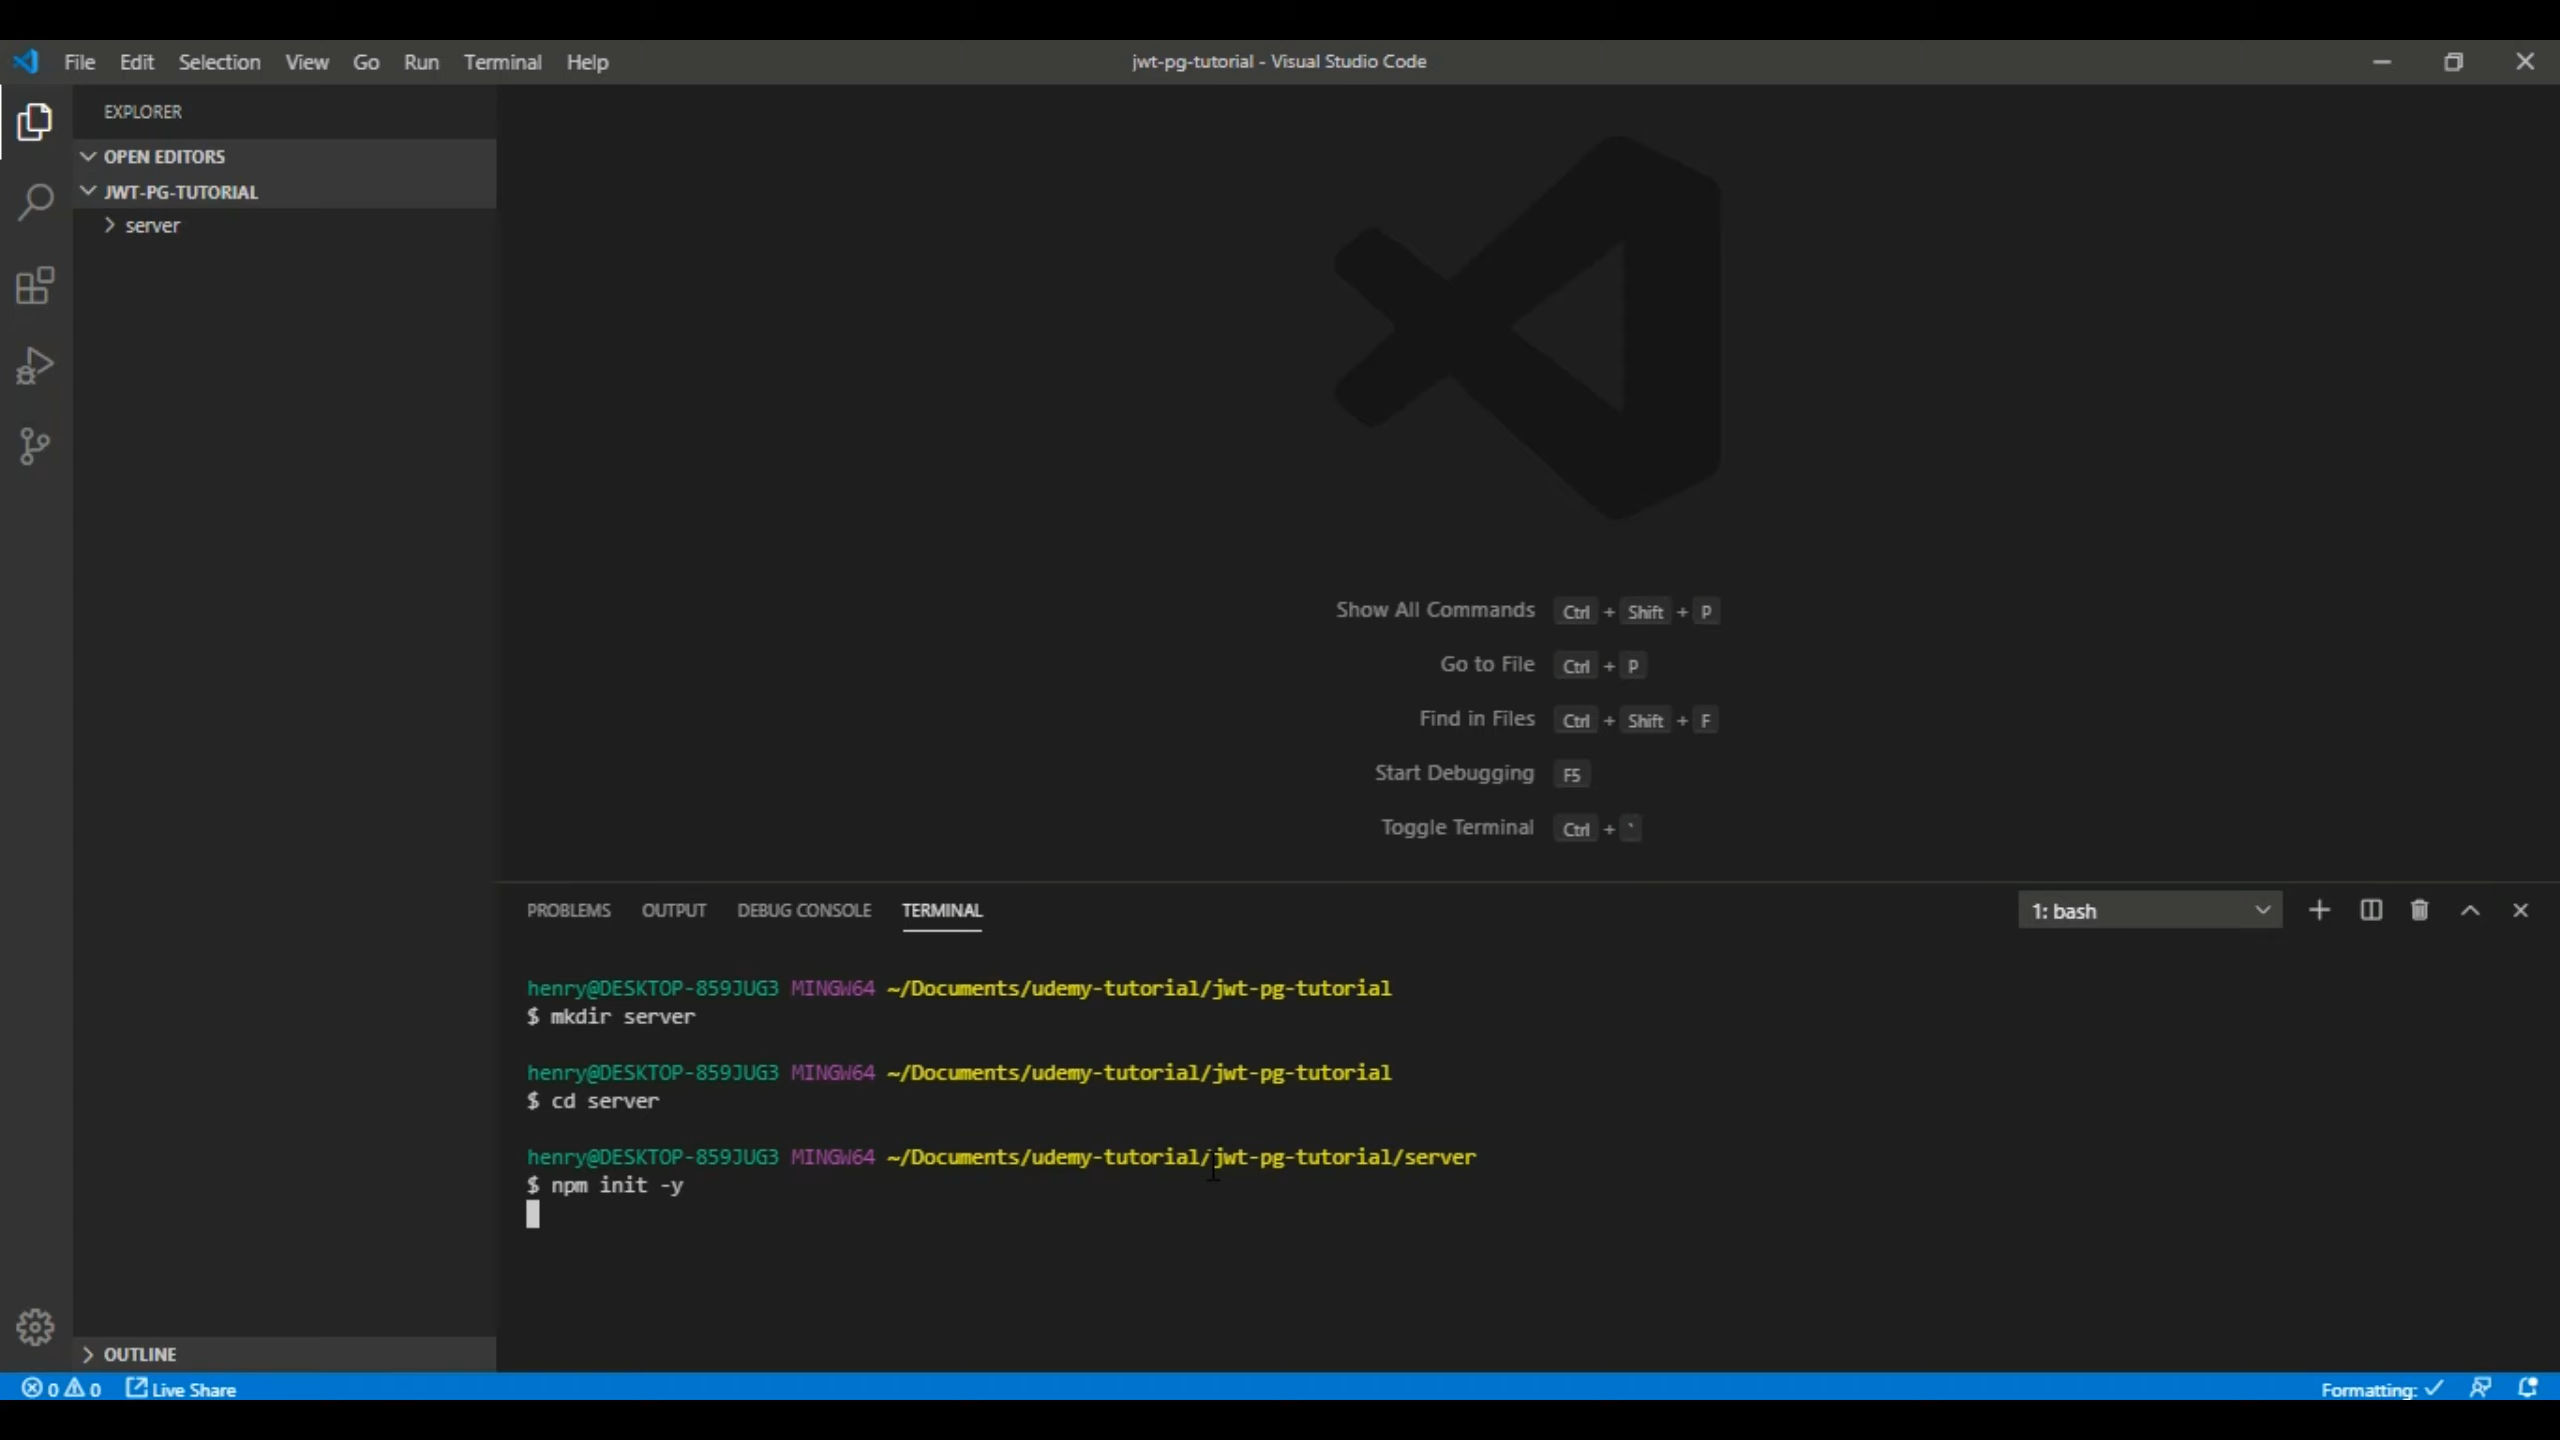 File Edit Selection View Go Run Terminal Help
jwt-pg-tutorial - Visual Studio Code
EXPLORER
OPEN EDITORS
JWT-PG-TUTORIAL
server
Show All Commands Ctrl + Shift + P
Go to File Ctrl + P
Find in Files Ctrl + Shift + F
Start Debugging F5
Toggle Terminal Ctrl + `
PROBLEMS OUTPUT DEBUG CONSOLE TERMINAL
1: bash
henry@DESKTOP-859JUG3 MINGW64 ~/Documents/udemy-tutorial/jwt-pg-tutorial
$ mkdir server
henry@DESKTOP-859JUG3 MINGW64 ~/Documents/udemy-tutorial/jwt-pg-tutorial
$ cd server
henry@DESKTOP-859JUG3 MINGW64 ~/Documents/udemy-tutorial/jwt-pg-tutorial/server
$ npm init -y
OUTLINE
0 0 Live Share
Formatting: ✓